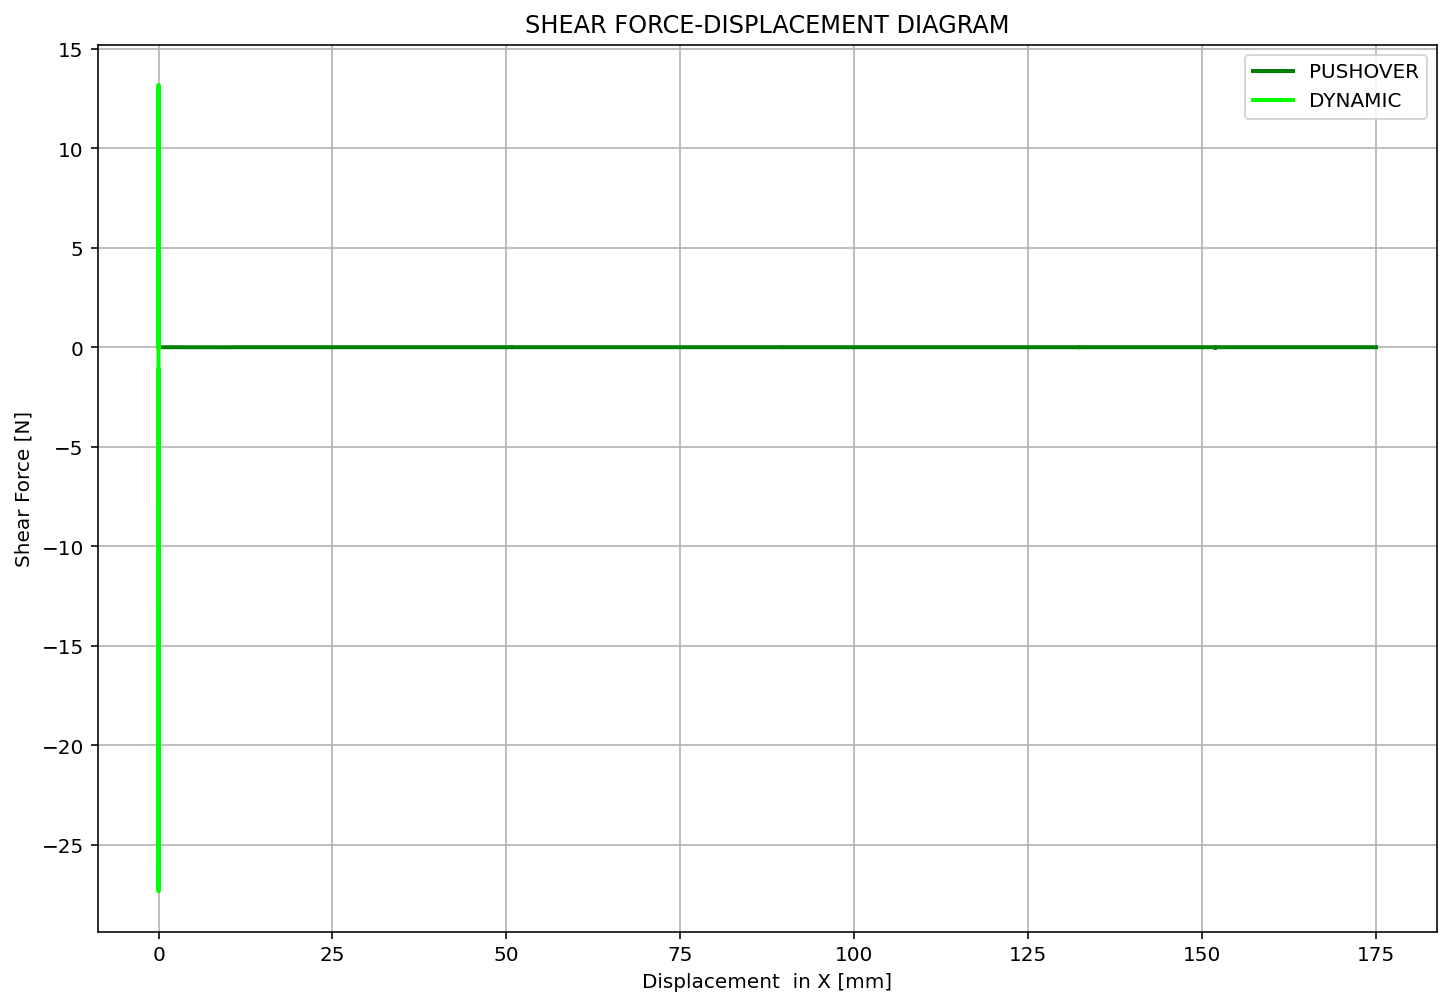 SHEAR FORCE-DISPLACEMENT DIAGRAM
PUSHOVER
DYNAMIC
15
10
5
0
−5
−10
−15
−20
−25
Shear Force [N]
0 25 50 75 100 125 150 175
Displacement  in X [mm]